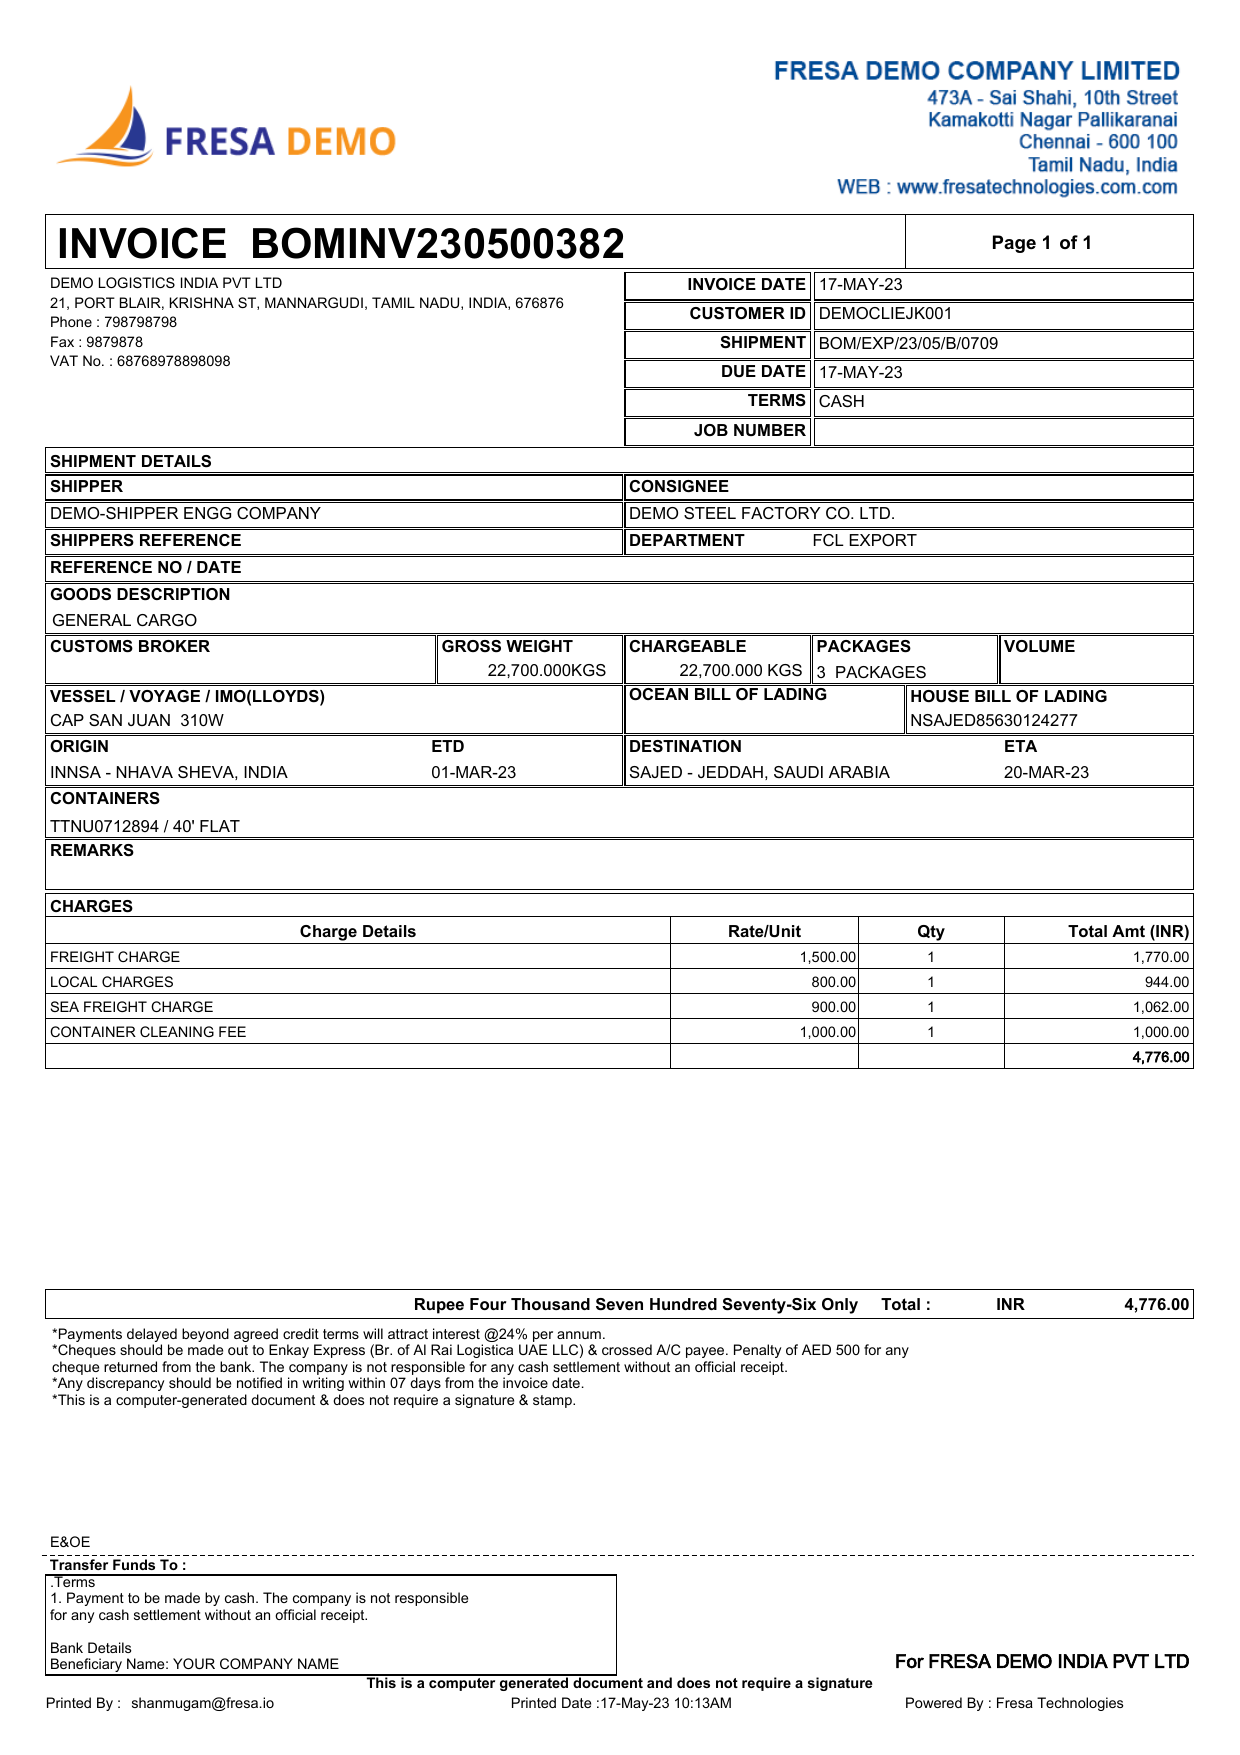 FRESA DEMO
FRESA DEMO COMPANY LIMITED
473A - Sai Shahi, 10th Street
Kamakotti Nagar Pallikaranai
Chennai - 600 100
Tamil Nadu, India
WEB : www.fresatechnologies.com.com
INVOICE BOMINV230500382
Page 1 of 1
DEMO LOGISTICS INDIA PVT LTD
21, PORT BLAIR, KRISHNA ST, MANNARGUDI, TAMIL NADU, INDIA, 676876
Phone : 798798798
Fax : 9879878
VAT No. : 68768978898098
INVOICE DATE 17-MAY-23
CUSTOMER ID DEMOCLIEJK001
SHIPMENT BOM/EXP/23/05/B/0709
DUE DATE 17-MAY-23
TERMS CASH
JOB NUMBER
SHIPMENT DETAILS
SHIPPER CONSIGNEE
DEMO-SHIPPER ENGG COMPANY DEMO STEEL FACTORY CO. LTD.
SHIPPERS REFERENCE DEPARTMENT FCL EXPORT
REFERENCE NO / DATE
GOODS DESCRIPTION
GENERAL CARGO
CUSTOMS BROKER GROSS WEIGHT CHARGEABLE PACKAGES VOLUME
22,700.000KGS 22,700.000 KGS 3 PACKAGES
VESSEL / VOYAGE / IMO(LLOYDS) OCEAN BILL OF LADING HOUSE BILL OF LADING
CAP SAN JUAN 310W NSAJED85630124277
ORIGIN ETD DESTINATION ETA
INNSA - NHAVA SHEVA, INDIA 01-MAR-23 SAJED - JEDDAH, SAUDI ARABIA 20-MAR-23
CONTAINERS
TTNU0712894 / 40' FLAT
REMARKS
CHARGES
Charge Details Rate/Unit Qty Total Amt (INR)
FREIGHT CHARGE 1,500.00 1 1,770.00
LOCAL CHARGES 800.00 1 944.00
SEA FREIGHT CHARGE 900.00 1 1,062.00
CONTAINER CLEANING FEE 1,000.00 1 1,000.00
4,776.00
Rupee Four Thousand Seven Hundred Seventy-Six Only Total : INR 4,776.00
*Payments delayed beyond agreed credit terms will attract interest @24% per annum.
*Cheques should be made out to Enkay Express (Br. of Al Rai Logistica UAE LLC) & crossed A/C payee. Penalty of AED 500 for any
cheque returned from the bank. The company is not responsible for any cash settlement without an official receipt.
*Any discrepancy should be notified in writing within 07 days from the invoice date.
*This is a computer-generated document & does not require a signature & stamp.
E&OE
Transfer Funds To :
.Terms
1. Payment to be made by cash. The company is not responsible
for any cash settlement without an official receipt.
Bank Details
Beneficiary Name: YOUR COMPANY NAME
For FRESA DEMO INDIA PVT LTD
This is a computer generated document and does not require a signature
Printed By : shanmugam@fresa.io Printed Date :17-May-23 10:13AM Powered By : Fresa Technologies